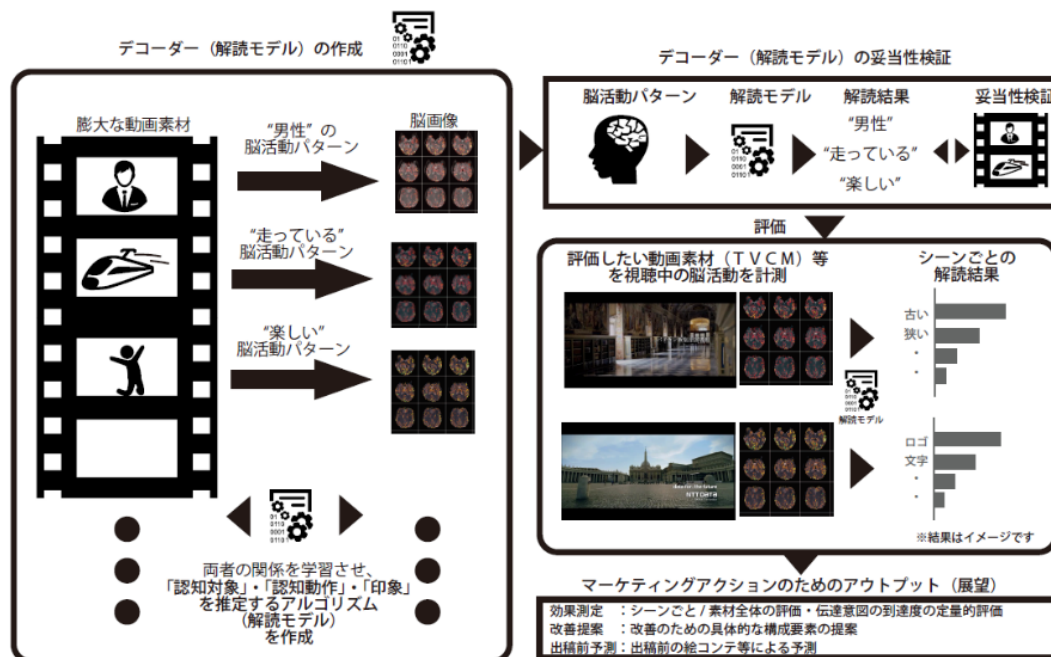 デコーダー（解読モデル）の作成
膨大な動画素材
“男性”の
脳活動パターン
脳画像
“走っている”
脳活動パターン
“楽しい”
脳活動パターン
両者の関係を学習させ、
「認知対象」・「認知動作」・「印象」
を推定するアルゴリズム
（解読モデル）
を作成
デコーダー（解読モデル）の妥当性検証
脳活動パターン
解読モデル
解読結果
妥当性検証
“男性”
“走っている”
“楽しい”
評価
評価したい動画素材（ＴＶＣＭ）等
を視聴中の脳活動を計測
シーンごとの
解読結果
古い
狭い
・
・
解読モデル
NTT DATA
ロゴ
文字
・
・
※結果はイメージです
マーケティングアクションのためのアウトプット（展望）
効果測定　：シーンごと / 素材全体の評価・伝達意図の到達度の定量的評価
改善提案　：改善のための具体的な構成要素の提案
出稿前予測：出稿前の絵コンテ等による予測